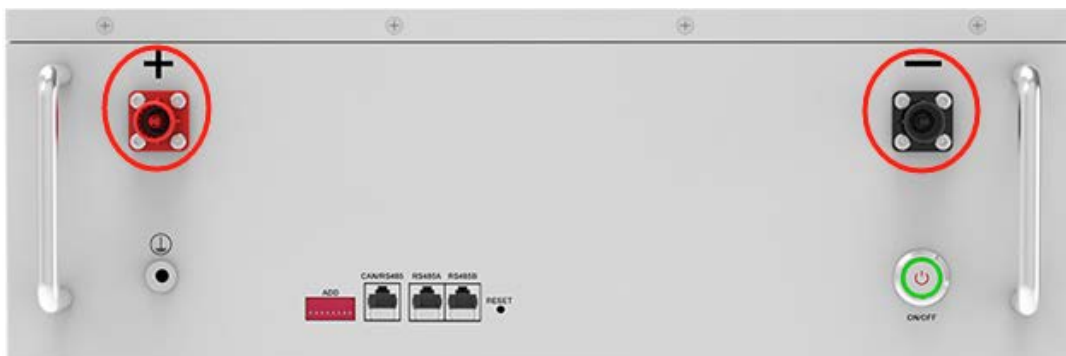 + −
CAN/RS485 RS485A RS485B
ADD
RESET
ON/OFF